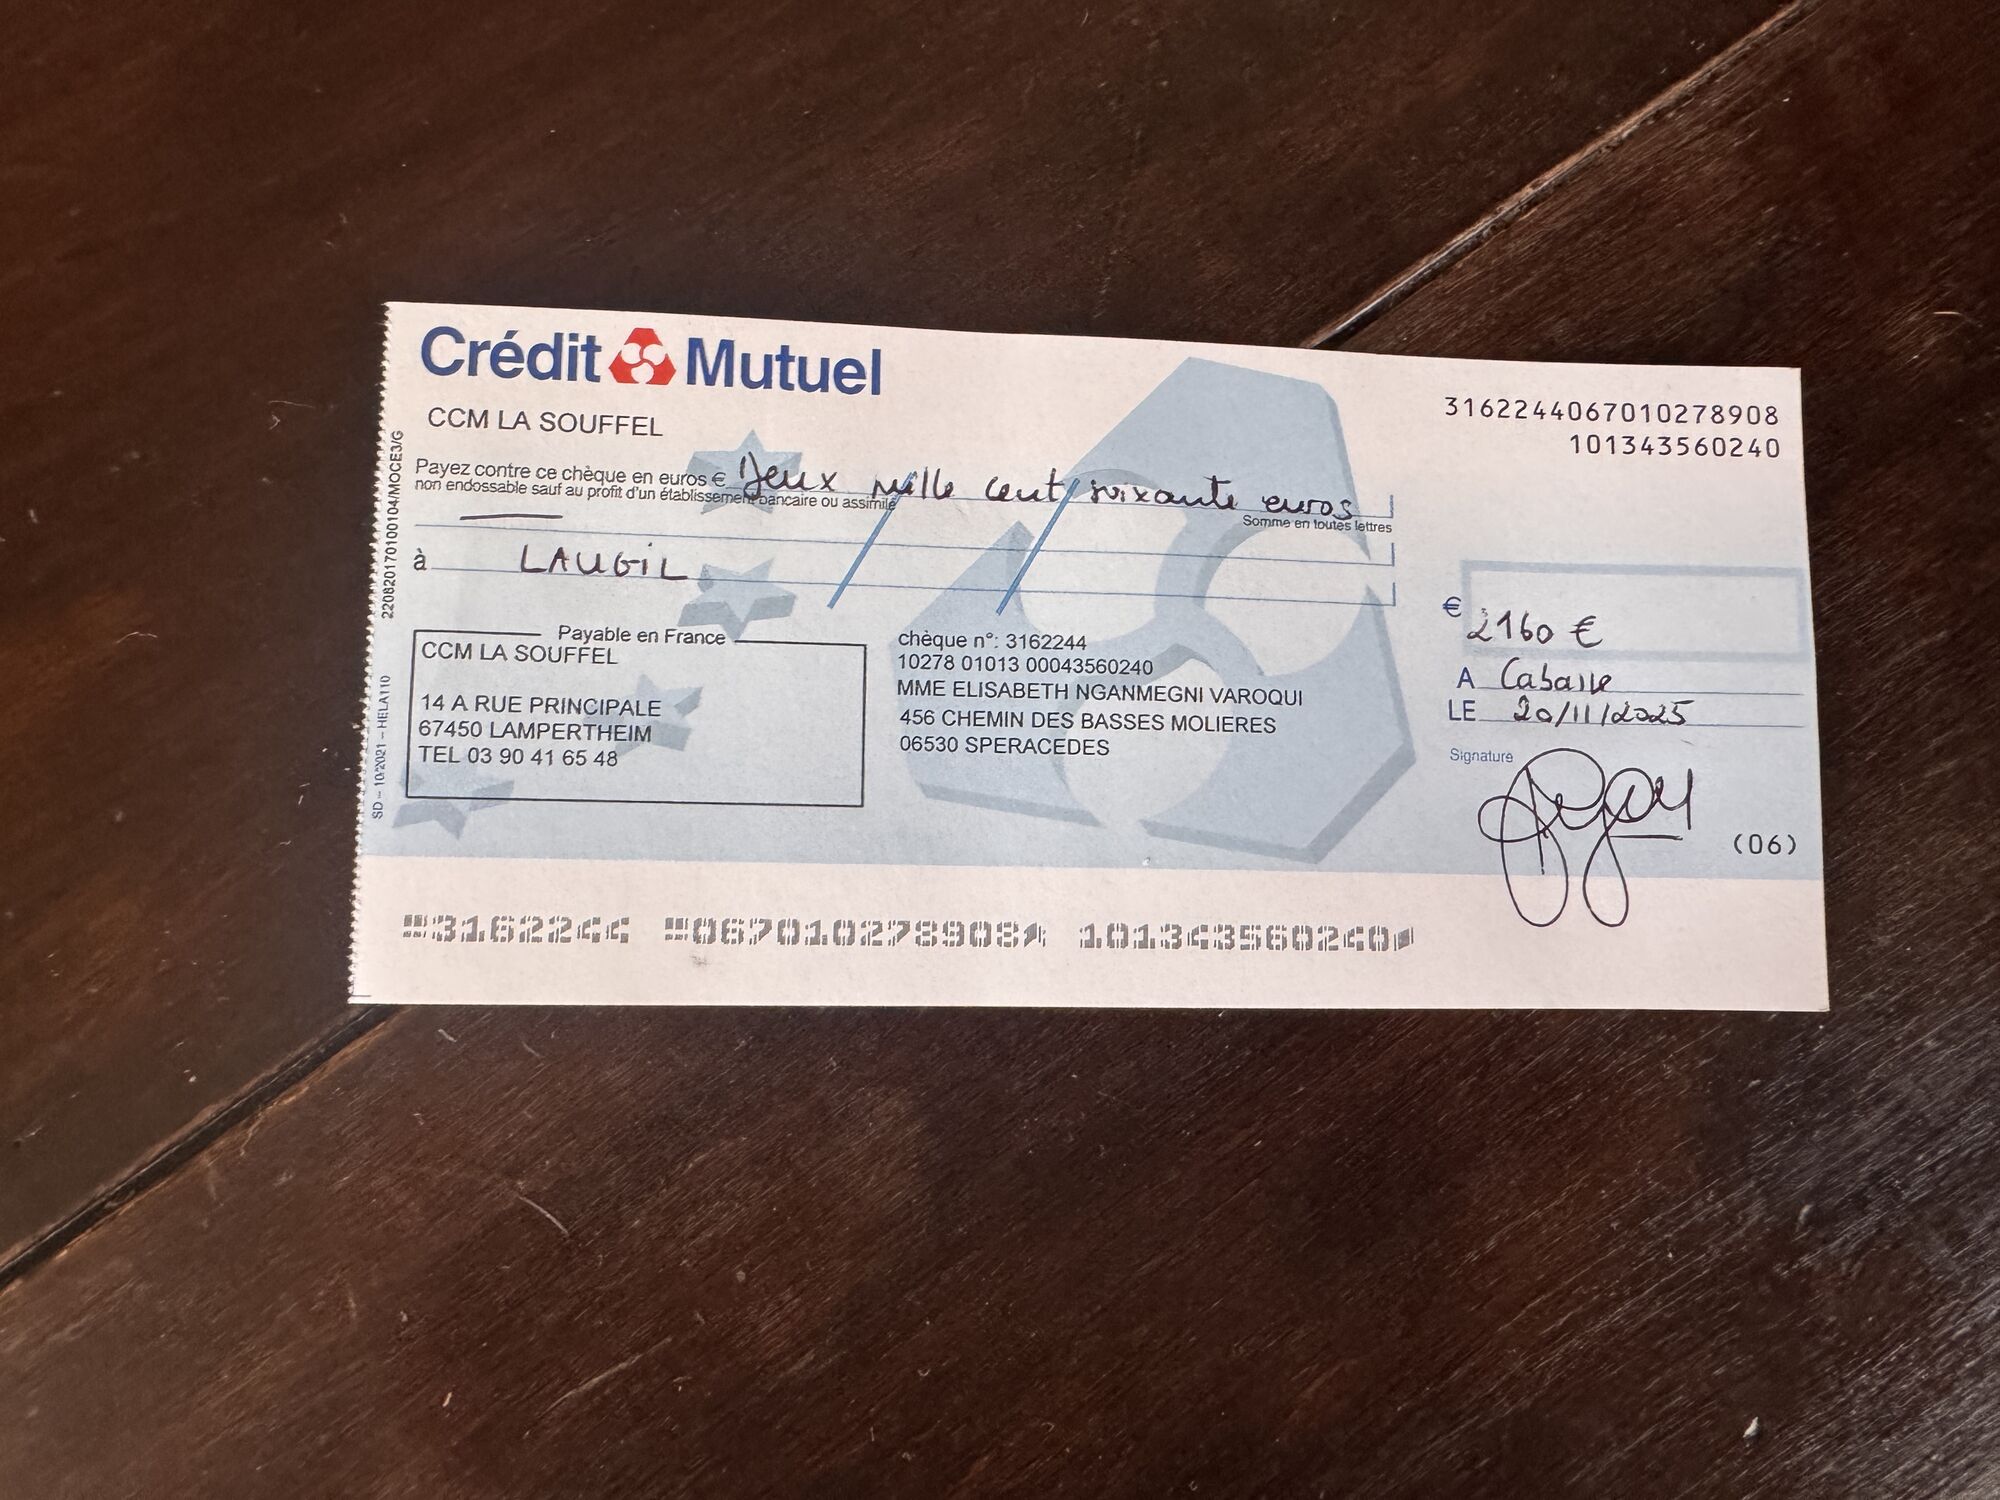 Crédit Mutuel
CCM LA SOUFFEL
3162244067010278908
101343560240
Payez contre ce chèque en euros € Deux mille cent soixante euros
non endossable sauf au profit d'un établissement bancaire ou assimilé
Somme en toutes lettres
à LAUGIL
€ 2160 €
A
LE 20/11/2025
Signature
Payable en France
CCM LA SOUFFEL
14 A RUE PRINCIPALE
67450 LAMPERTHEIM
TEL 03 90 41 65 48
chèque n°: 3162244
10278 01013 00043560240
MME ELISABETH NGANMEGNI VAROQUI
456 CHEMIN DES BASSES MOLIERES
06530 SPERACEDES
(06)
3162244 067010278908 101343560240
220820170100104/MOCE3/G
SD – 10/2021 – HELA110